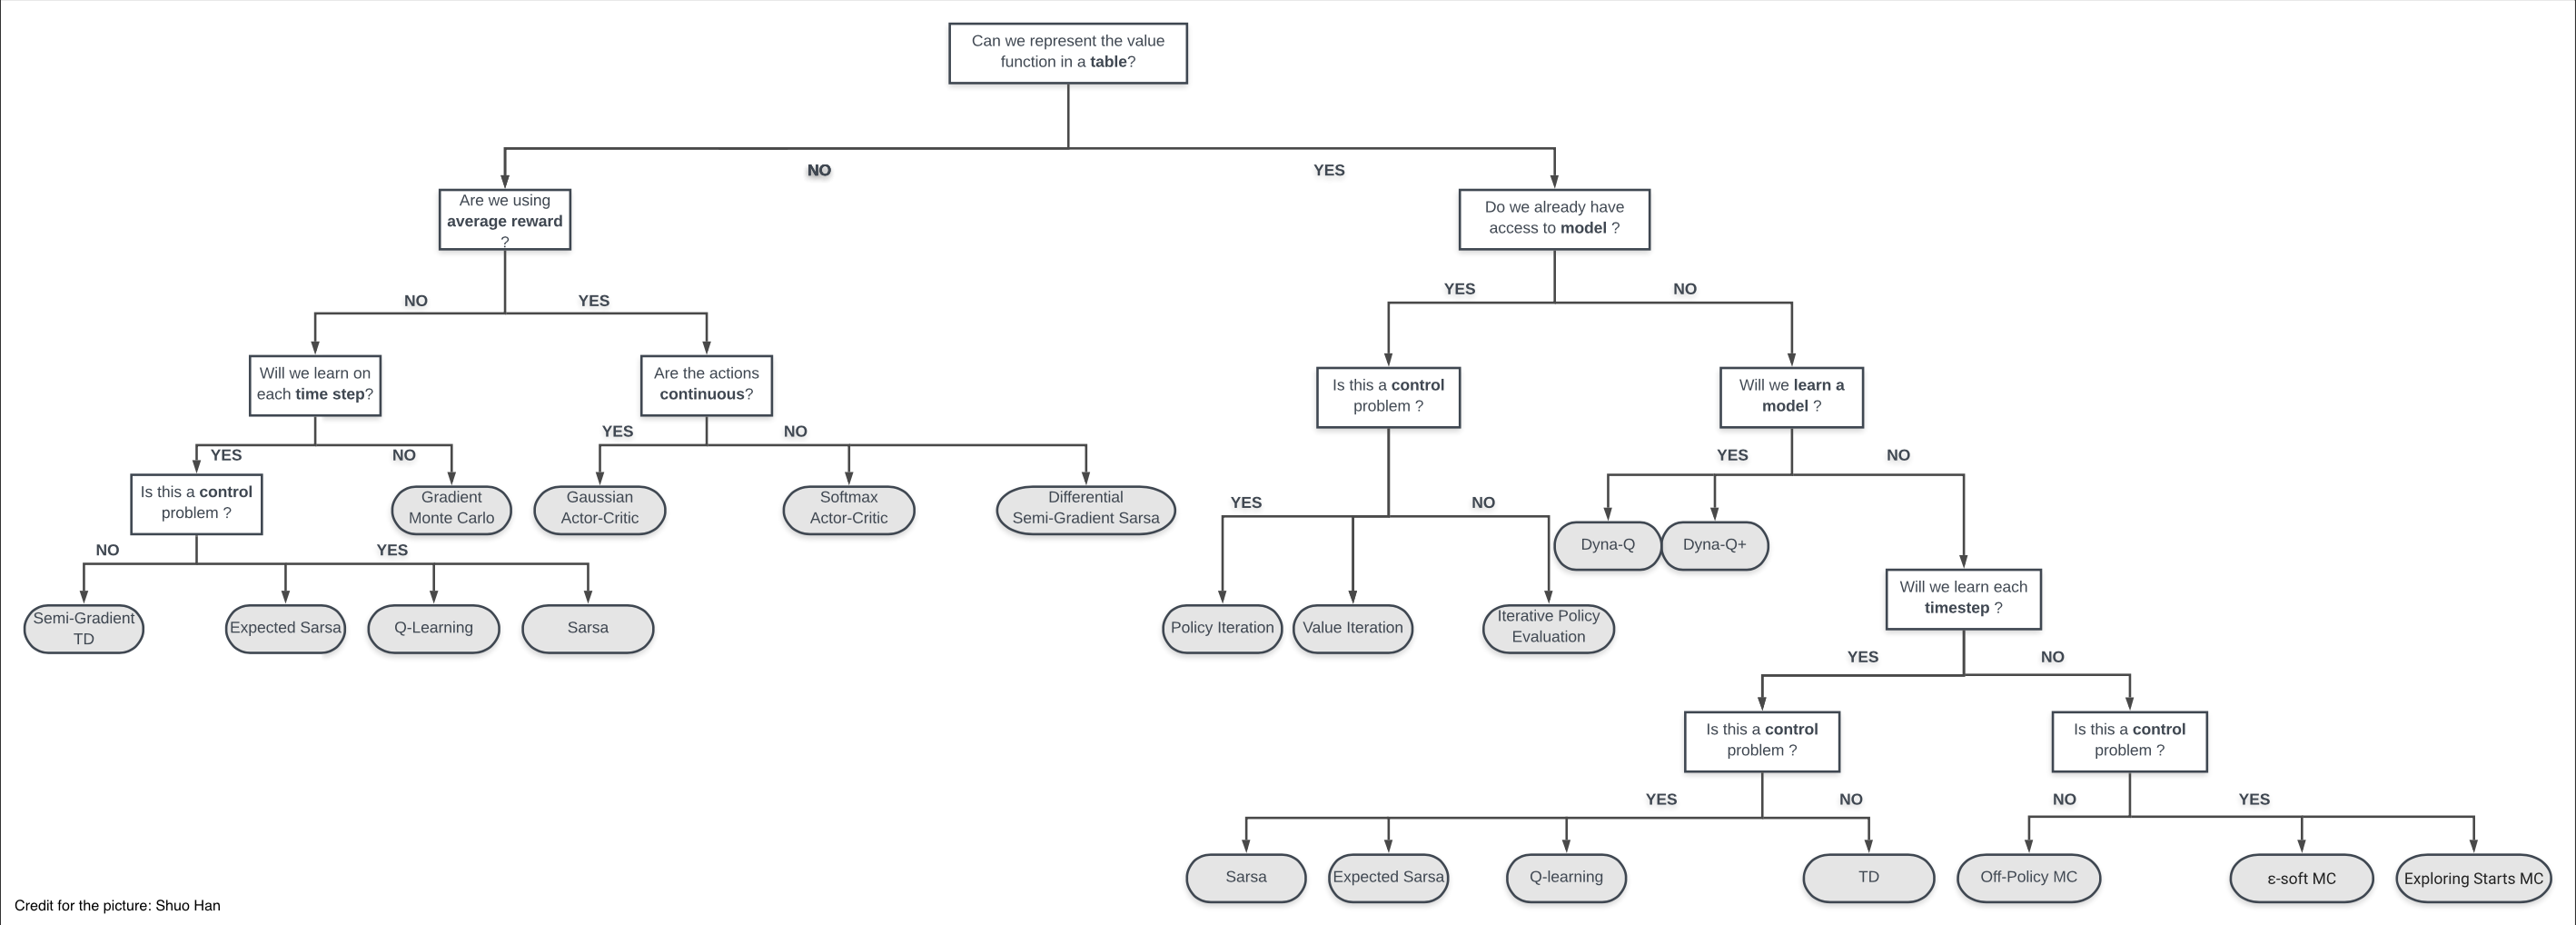 Can we represent the value
function in a table?
NO
YES
Are we using
average reward
?
Do we already have
access to model ?
NO
YES
YES
NO
Will we learn on
each time step?
Are the actions
continuous?
Is this a control
problem ?
Will we learn a
model ?
YES
NO
YES
NO
YES
NO
Is this a control
problem ?
Gradient
Monte Carlo
Gaussian
Actor-Critic
Softmax
Actor-Critic
Differential
Semi-Gradient Sarsa
YES
NO
Dyna-Q
Dyna-Q+
NO
YES
Will we learn each
timestep ?
Semi-Gradient
TD
Expected Sarsa
Q-Learning
Sarsa
Policy Iteration
Value Iteration
Iterative Policy
Evaluation
YES
NO
Is this a control
problem ?
Is this a control
problem ?
YES
NO
NO
YES
Sarsa
Expected Sarsa
Q-learning
TD
Off-Policy MC
ε-soft MC
Exploring Starts MC
Credit for the picture: Shuo Han